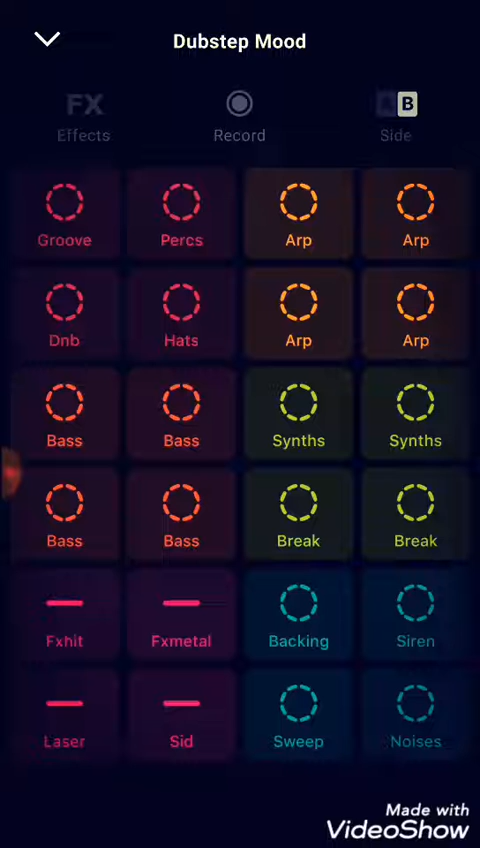 Dubstep Mood
FX
B
Effects
Record
Side
Groove
Percs
Arp
Arp
Dnb
Hats
Arp
Arp
Bass
Bass
Synths
Synths
Bass
Bass
Break
Break
Fxhit
Fxmetal
Backing
Siren
Laser
Sid
Sweep
Noises
Made with
VideoShow